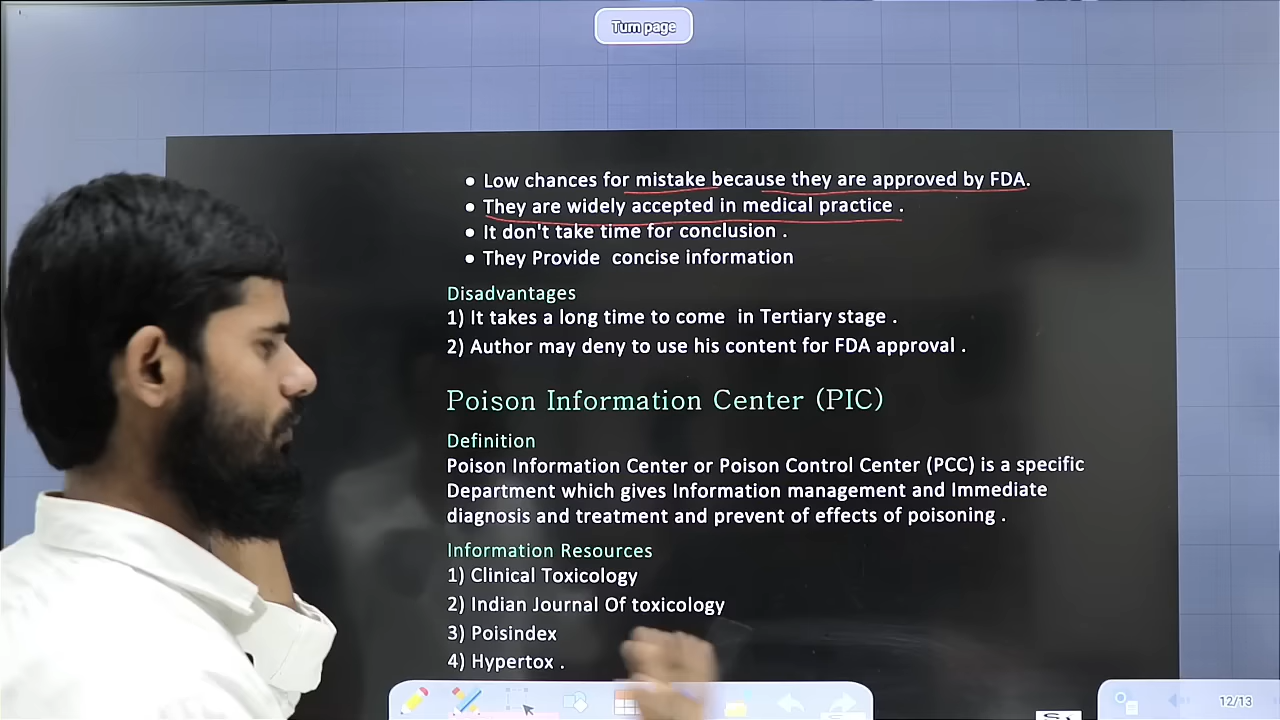 Turn page
• Low chances for mistake because they are approved by FDA.
• They are widely accepted in medical practice .
• It don't take time for conclusion .
• They Provide concise information
Disadvantages
1) It takes a long time to come in Tertiary stage .
2) Author may deny to use his content for FDA approval .
Poison Information Center (PIC)
Definition
Poison Information Center or Poison Control Center (PCC) is a specific
Department which gives Information management and Immediate
diagnosis and treatment and prevent of effects of poisoning .
Information Resources
1) Clinical Toxicology
2) Indian Journal Of toxicology
3) Poisindex
4) Hypertox .
12/13